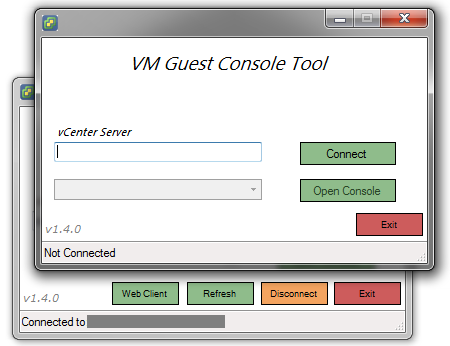 VM Guest Console Tool
vCenter Server
Connect
Open Console
Exit
v1.4.0
Not Connected
Web Client Refresh Disconnect Exit
v1.4.0
Connected to